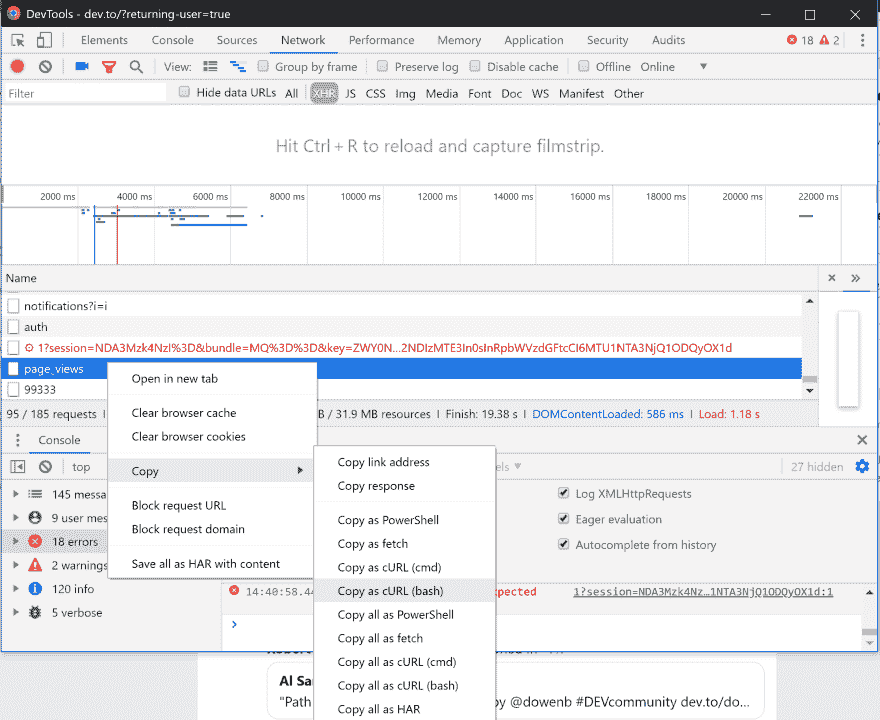 DevTools - dev.to/?returning-user=true
Elements Console Sources Network Performance Memory Application Security Audits 18 2
View: Group by frame Preserve log Disable cache Offline Online
Filter Hide data URLs All XHR JS CSS Img Media Font Doc WS Manifest Other
Hit Ctrl + R to reload and capture filmstrip.
2000 ms 4000 ms 6000 ms 8000 ms 10000 ms 12000 ms 14000 ms 16000 ms 18000 ms 20000 ms 22000 ms
Name
notifications?i=i
auth
1?session=NDA3Mzk4NzI%3D&bundle=MQ%3D%3D&key=ZWY0N...2NDIzMTE3In0sInRpbWVzdGFtcCI6MTU1NTA3NjQ1ODQyOX1d
page_views
99333
95 / 185 requests B / 31.9 MB resources Finish: 19.38 s DOMContentLoaded: 586 ms Load: 1.18 s
Open in new tab
Clear browser cache
Clear browser cookies
Copy
Block request URL
Block request domain
Save all as HAR with content
Copy link address
Copy response
Copy as PowerShell
Copy as fetch
Copy as cURL (cmd)
Copy as cURL (bash)
Copy all as PowerShell
Copy all as fetch
Copy all as cURL (cmd)
Copy all as cURL (bash)
Copy all as HAR
Console
top els 27 hidden
145 messa
9 user mes
18 errors
2 warnings
120 info
5 verbose
Log XMLHttpRequests
Eager evaluation
Autocomplete from history
14:40:58.44 xpected 1?session=NDA3Mzk4Nz…1NTA3NjQ1ODQyOX1d:1
Al Sa
"Path y @dowenb #DEVcommunity dev.to/do...